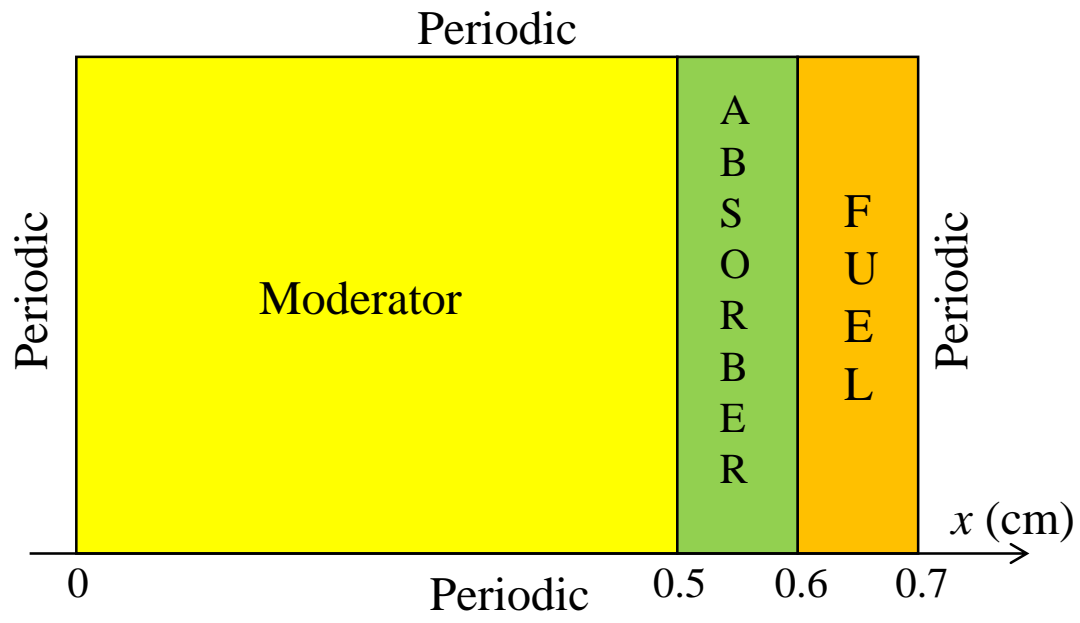 Periodic
Periodic
Moderator
A
B
S
O
R
B
E
R
F
U
E
L
Periodic
x (cm)
0
0.5
0.6
0.7
Periodic